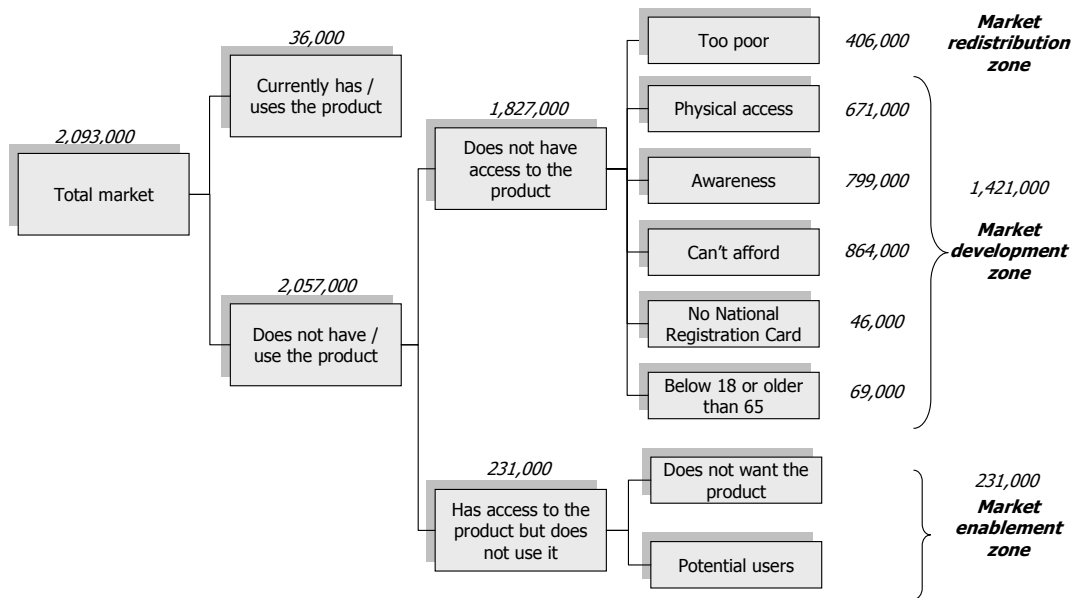 2,093,000
Total market
36,000
Currently has /
uses the product
2,057,000
Does not have /
use the product
1,827,000
Does not have
access to the
product
231,000
Has access to the
product but does
not use it
Too poor
406,000
Physical access
671,000
Awareness
799,000
Can't afford
864,000
No National
Registration Card
46,000
Below 18 or older
than 65
69,000
Does not want the
product
Potential users
Market
redistribution
zone
1,421,000
Market
development
zone
231,000
Market
enablement
zone